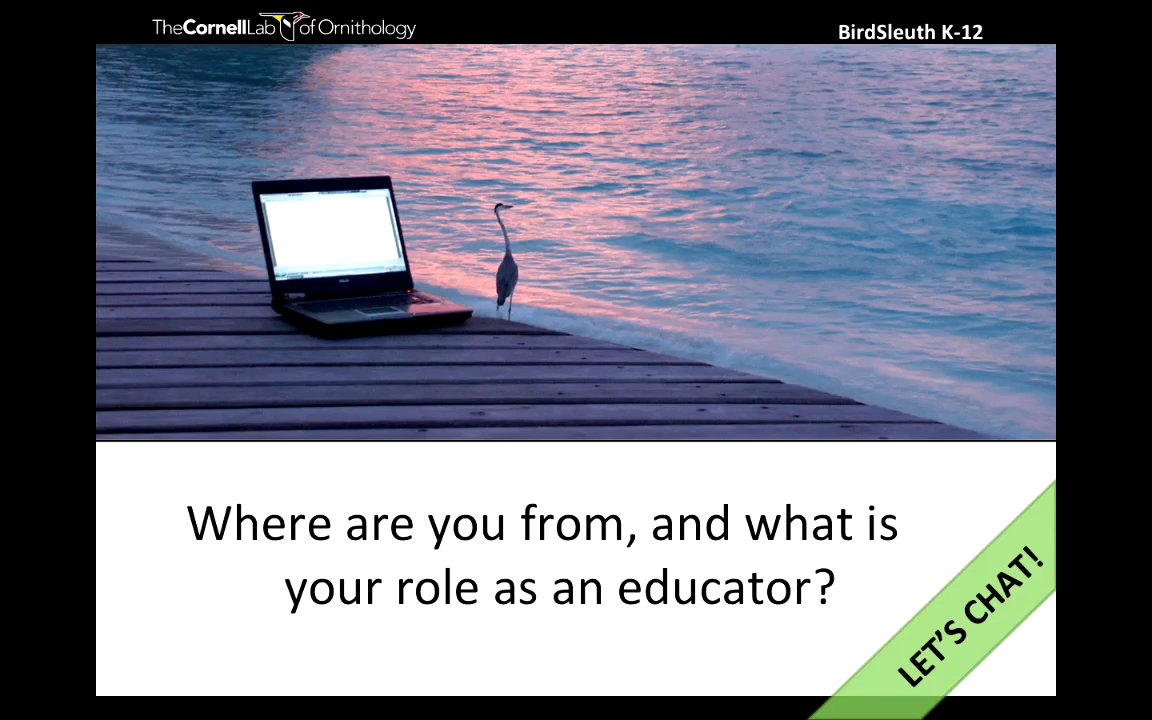 TheCornellLab of Ornithology
BirdSleuth K-12
Where are you from, and what is
your role as an educator?
LET'S CHAT!